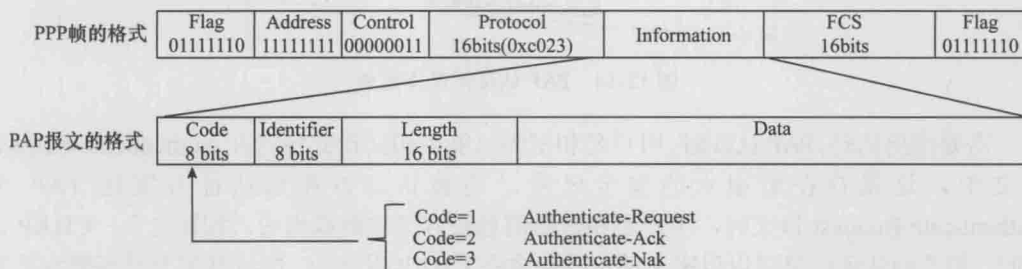 PPP帧的格式
Flag Address Control Protocol Information FCS Flag
01111110 11111111 00000011 16bits(0xc023) 16bits 01111110
PAP报文的格式
Code Identifier Length Data
8 bits 8 bits 16 bits
Code=1 Authenticate-Request
Code=2 Authenticate-Ack
Code=3 Authenticate-Nak